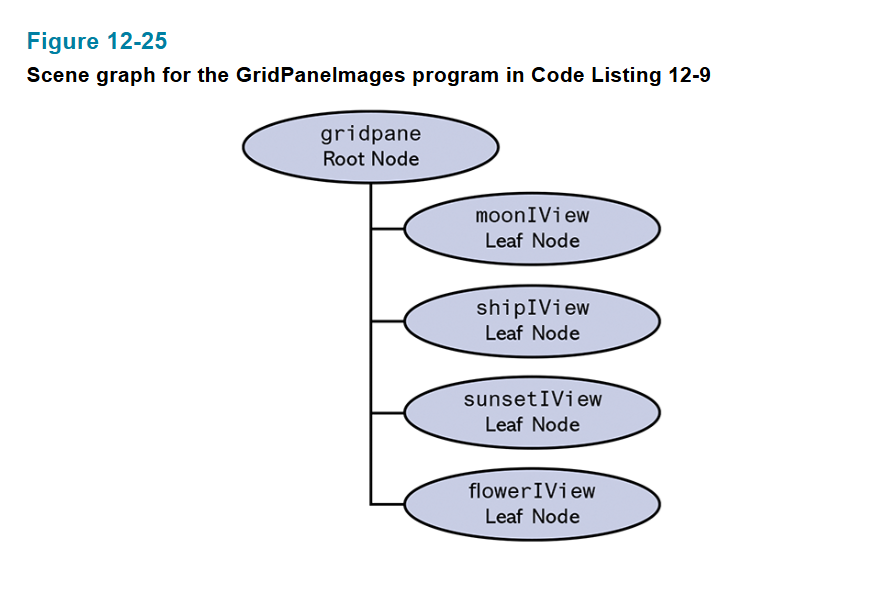 Figure 12-25
Scene graph for the GridPaneImages program in Code Listing 12-9
gridpane
Root Node
moonIView
Leaf Node
shipIView
Leaf Node
sunsetIView
Leaf Node
flowerIView
Leaf Node